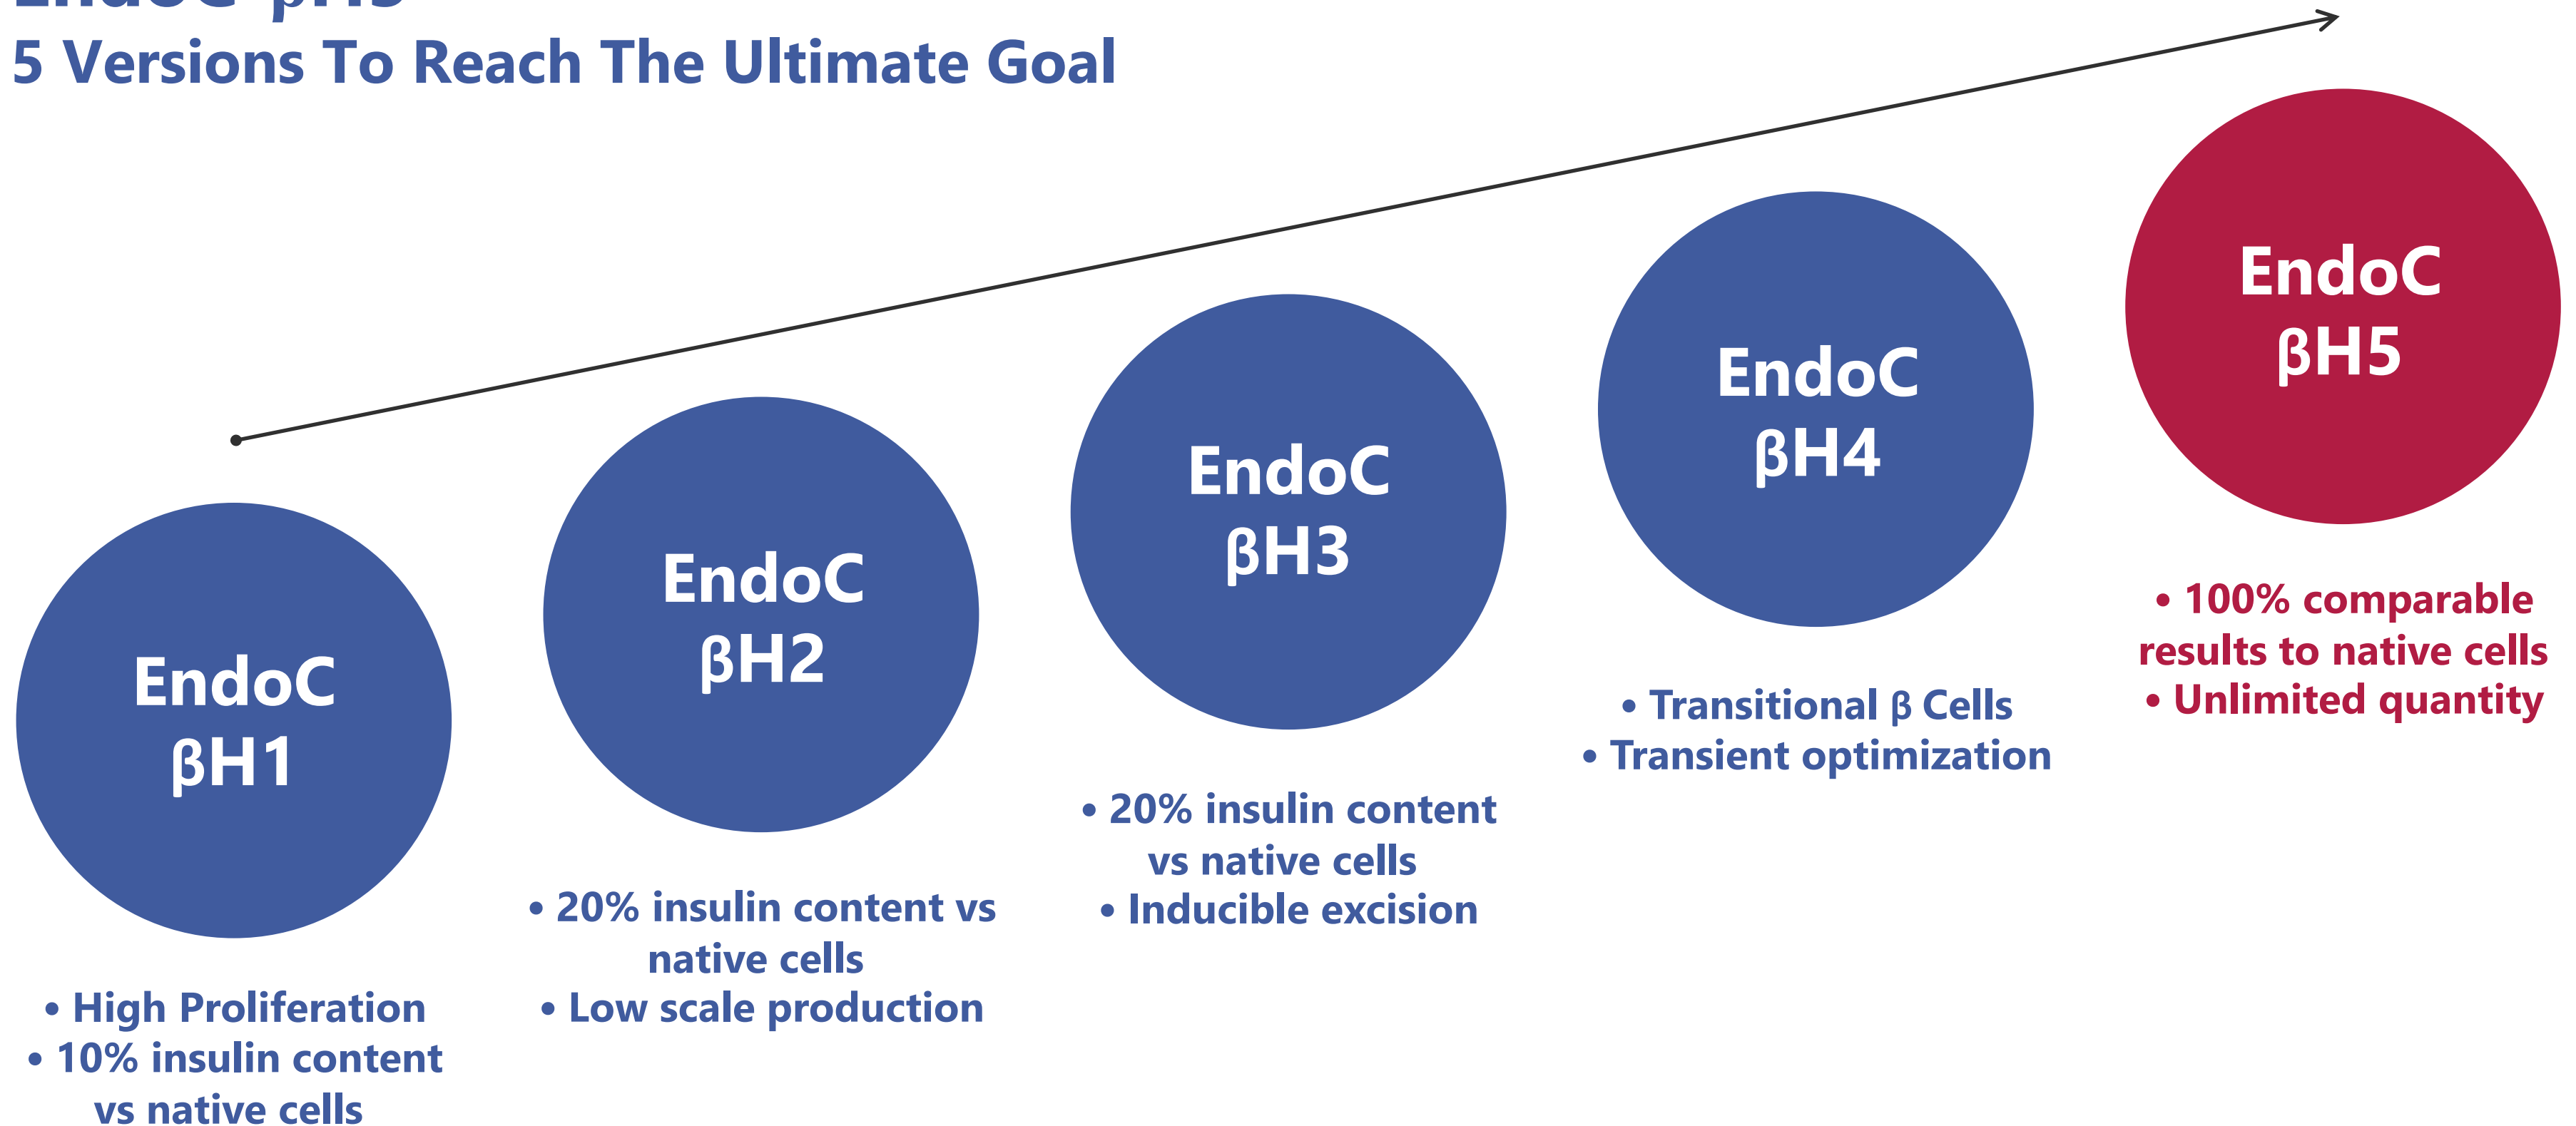 EndoC-βH5
5 Versions To Reach The Ultimate Goal
EndoC
βH1
• High Proliferation
• 10% insulin content
vs native cells
EndoC
βH2
• 20% insulin content vs
native cells
• Low scale production
EndoC
βH3
• 20% insulin content
vs native cells
• Inducible excision
EndoC
βH4
• Transitional β Cells
• Transient optimization
EndoC
βH5
• 100% comparable
results to native cells
• Unlimited quantity